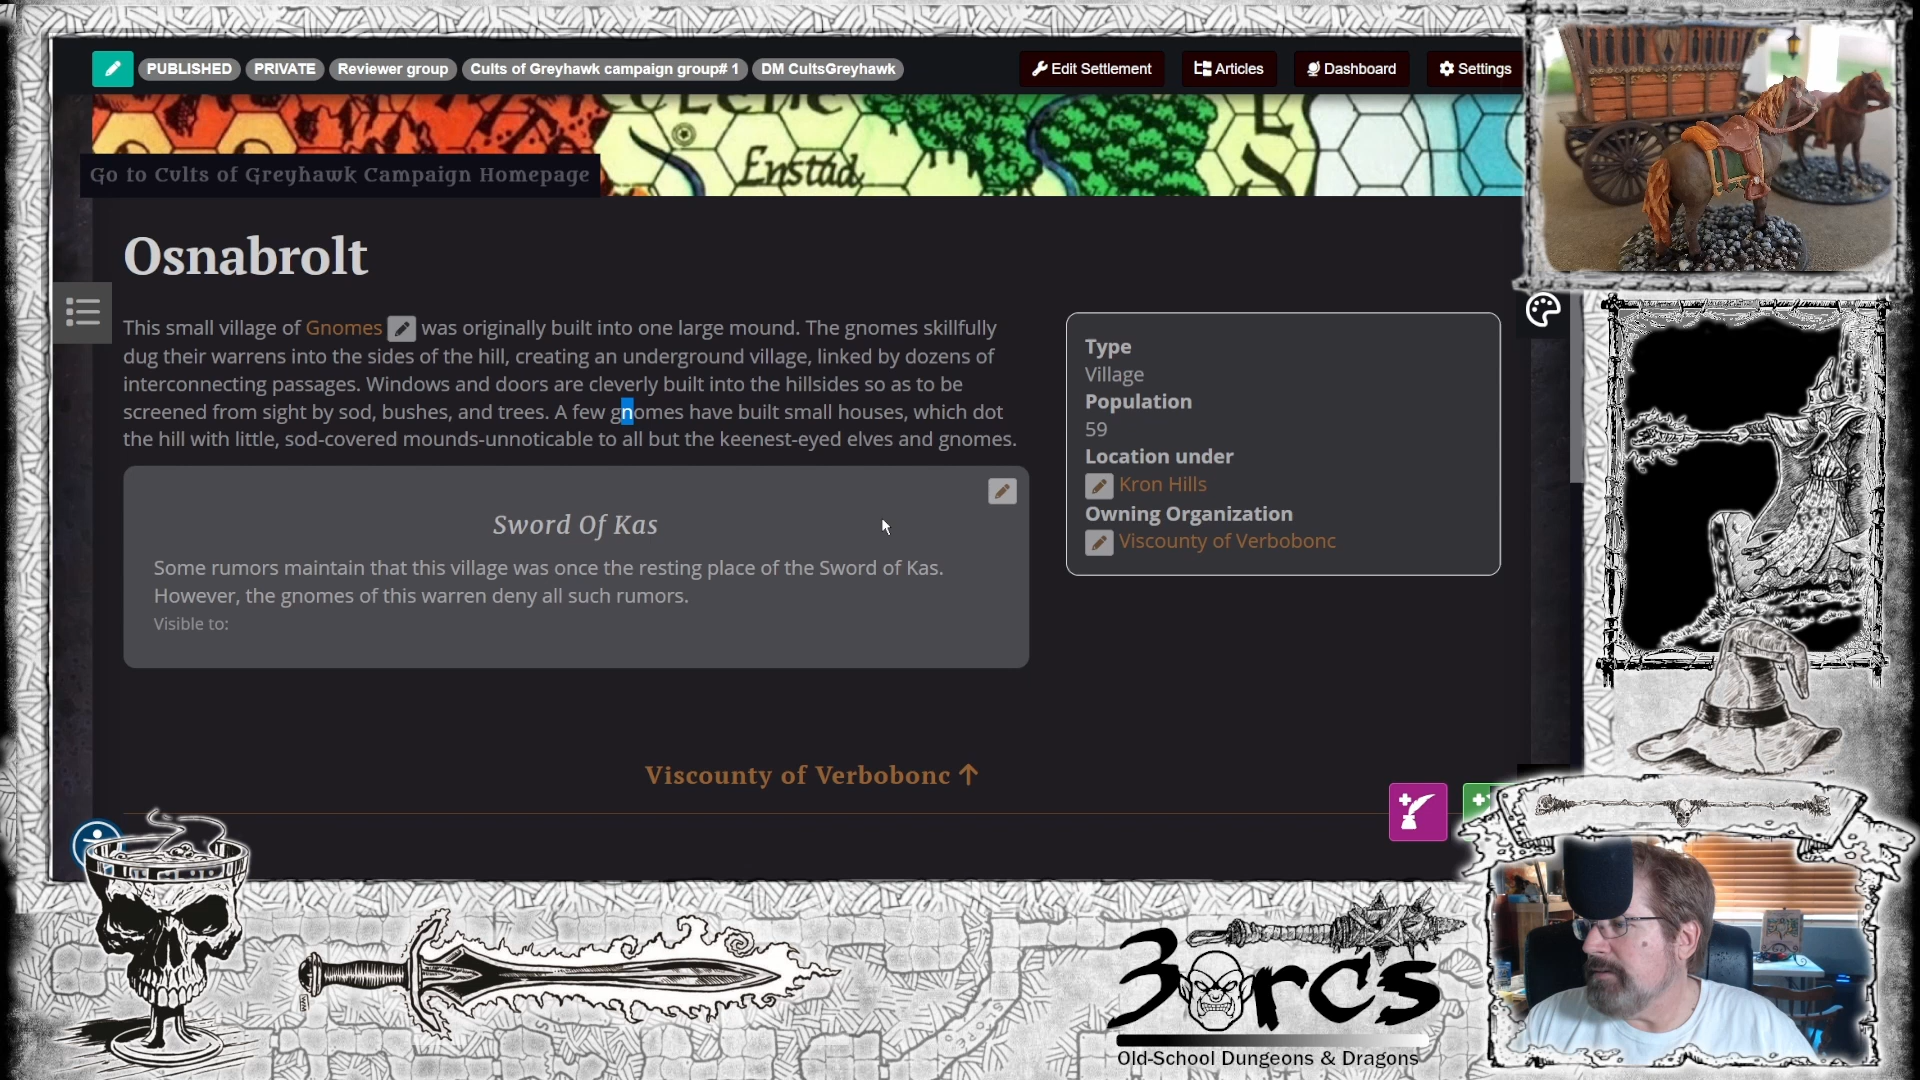 PUBLISHED PRIVATE Reviewer group Cults of Greyhawk campaign group# 1 DM CultsGreyhawk Edit Settlement Articles Dashboard Settings
Enstad
Go to Cults of Greyhawk Campaign Homepage
Osnabrolt
This small village of Gnomes was originally built into one large mound. The gnomes skillfully
dug their warrens into the sides of the hill, creating an underground village, linked by dozens of
interconnecting passages. Windows and doors are cleverly built into the hillsides so as to be
screened from sight by sod, bushes, and trees. A few gnomes have built small houses, which dot
the hill with little, sod-covered mounds-unnoticable to all but the keenest-eyed elves and gnomes.
Sword Of Kas
Some rumors maintain that this village was once the resting place of the Sword of Kas.
However, the gnomes of this warren deny all such rumors.
Visible to:
Type
Village
Population
59
Location under
Kron Hills
Owning Organization
Viscounty of Verbobonc
Viscounty of Verbobonc
3 orcs
Old-School Dungeons & Dragons